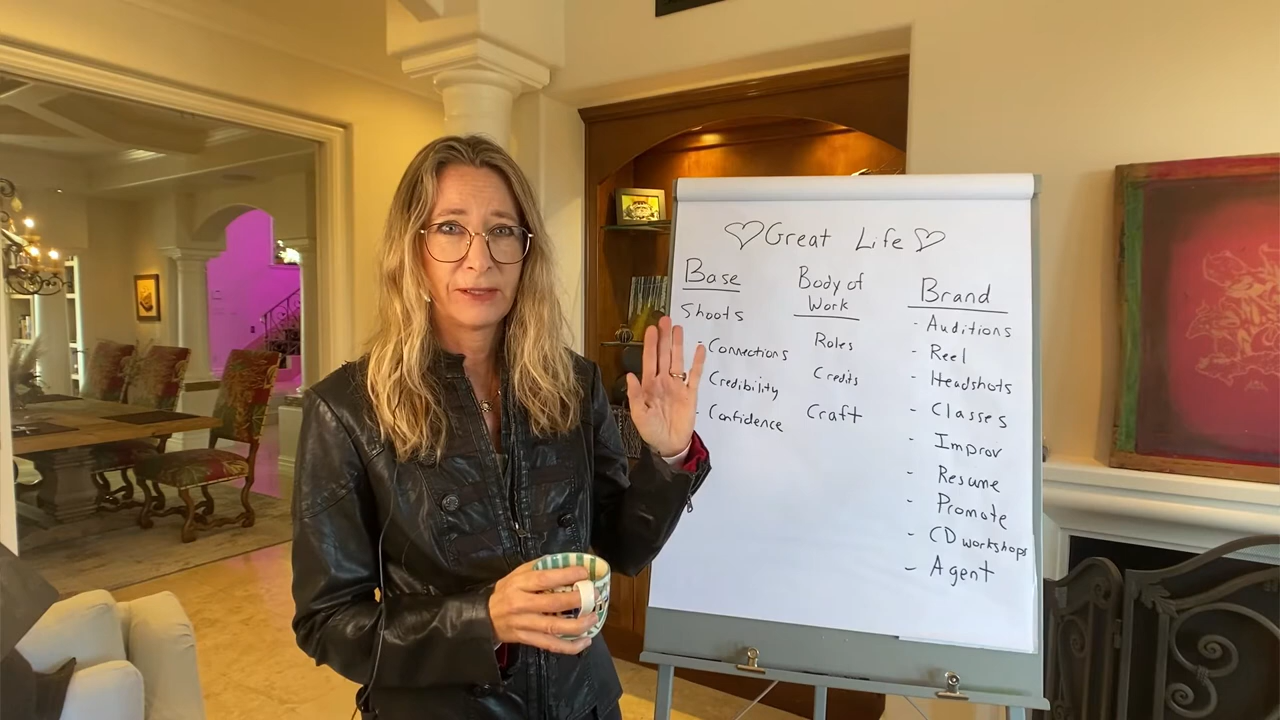 ♡Great Life♡
Base
Shoots
- Connections
Credibility
- Confidence
Body of
Work
Roles
Credits
Craft
Brand
- Auditions
- Reel
- Headshots
- Classes
- Improv
- Resume
- Promote
- CD workshops
- Agent